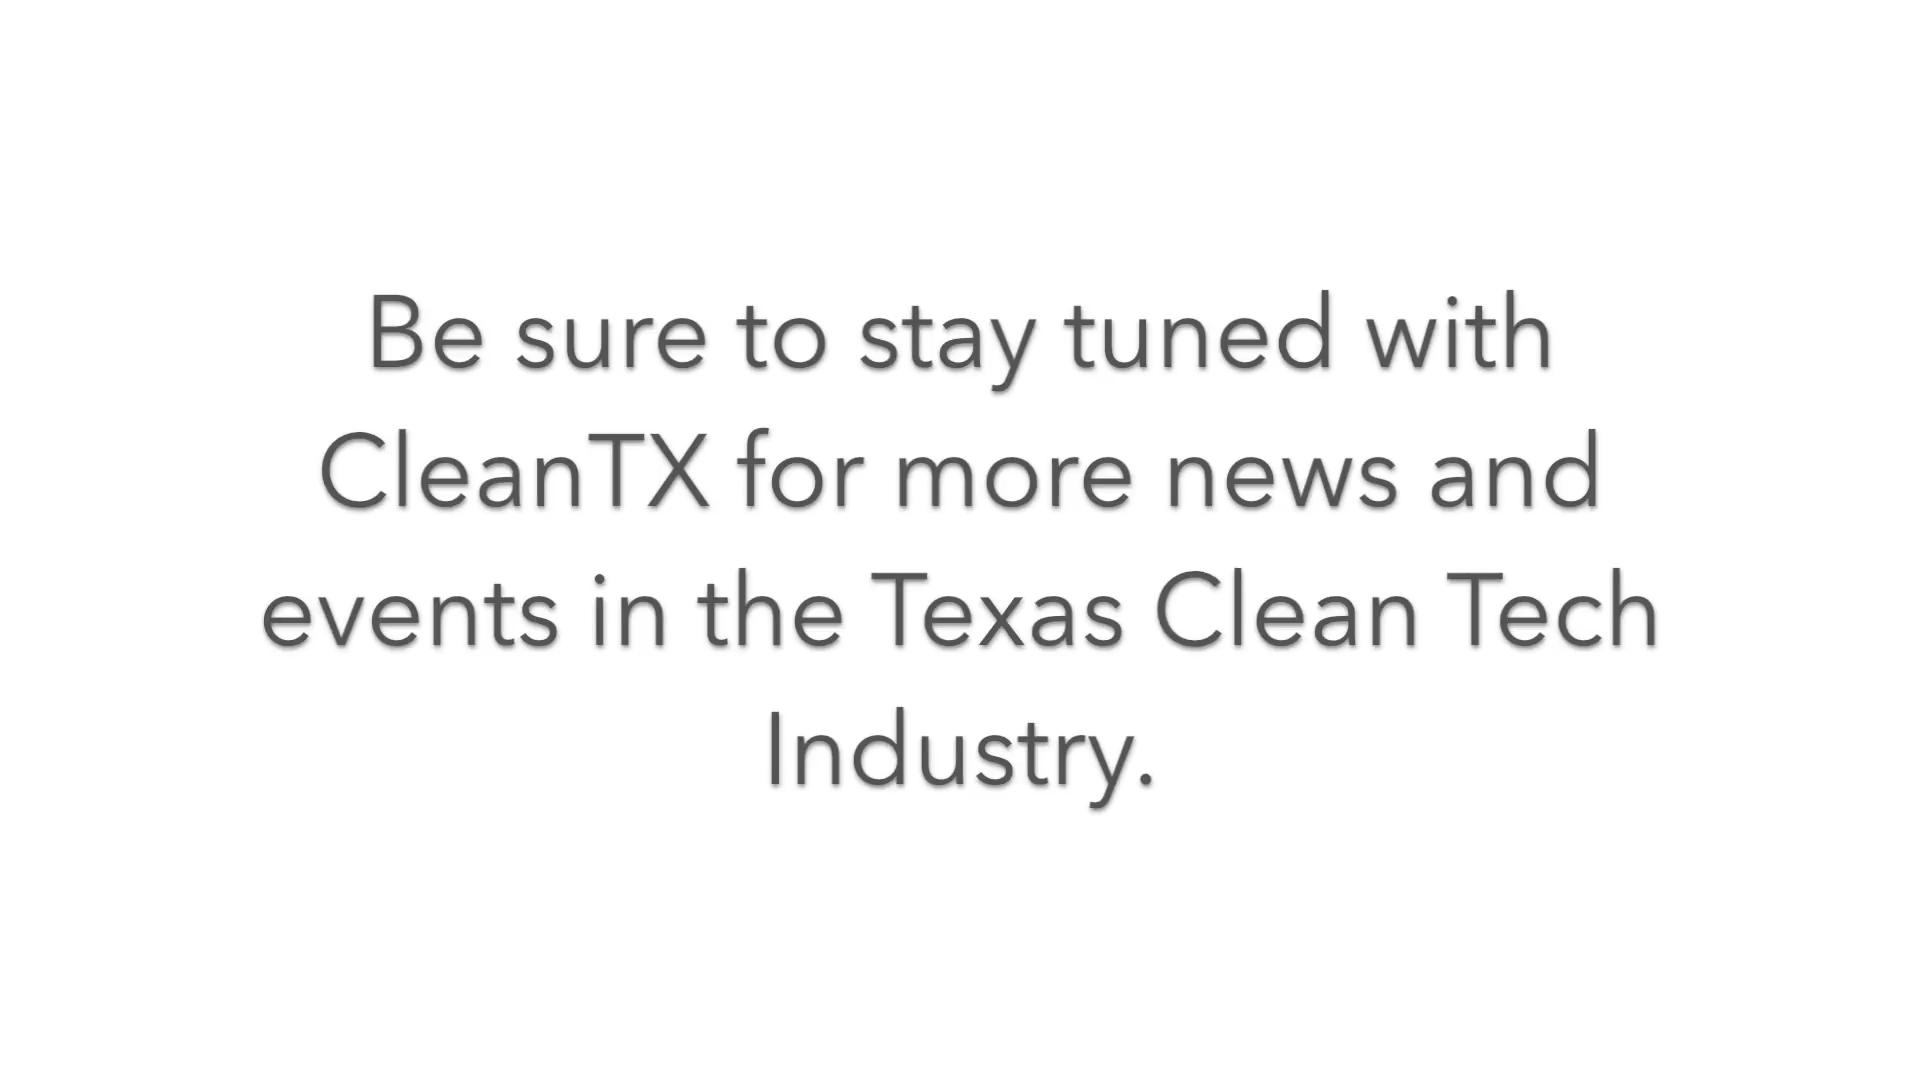 Be sure to stay tuned with
CleanTX for more news and
events in the Texas Clean Tech
Industry.